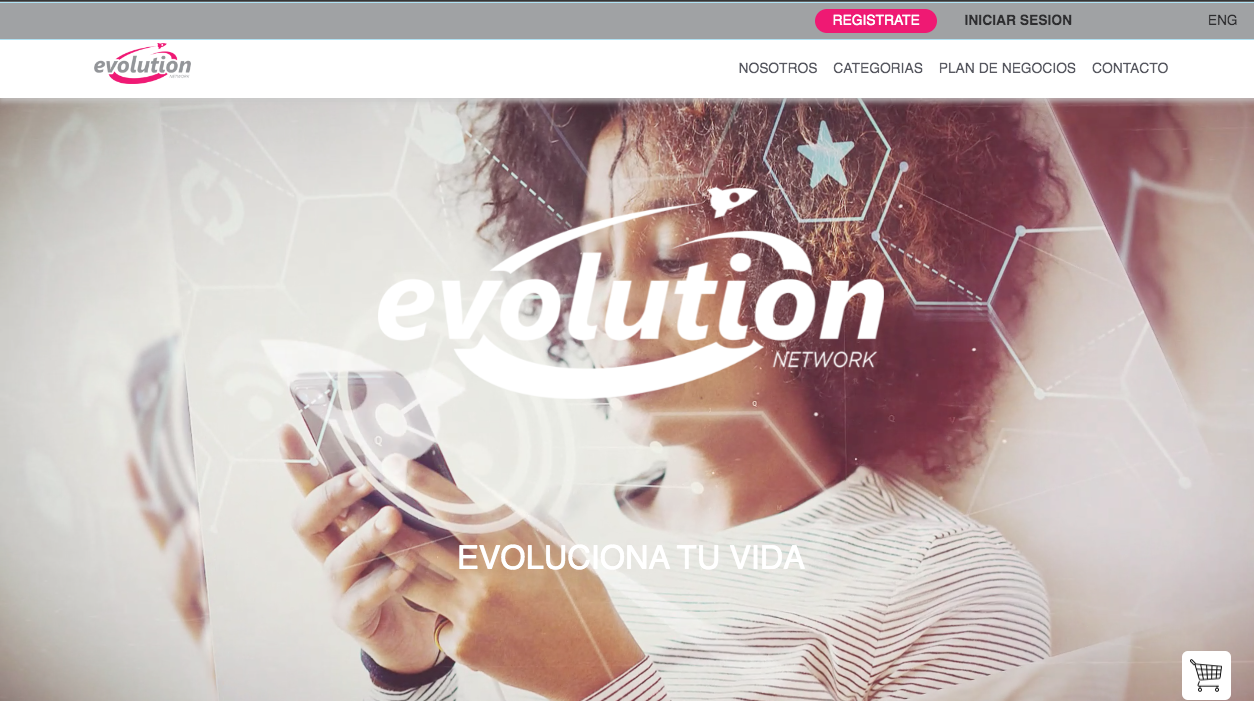 REGISTRATE INICIAR SESION ENG
evolution NETWORK
NOSOTROS CATEGORIAS PLAN DE NEGOCIOS CONTACTO
evolution
NETWORK
EVOLUCIONA TU VIDA